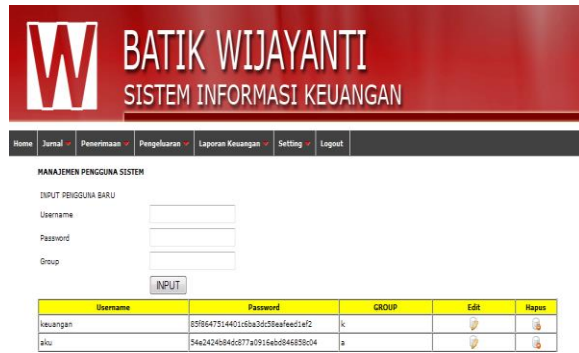 W BATIK WIJAYANTI
SISTEM INFORMASI KEUANGAN
Home Jurnal Penerimaan Pengeluaran Laporan Keuangan Setting Logout
MANAJEMEN PENGGUNA SISTEM
INPUT PENGGUNA BARU
Username
Password
Group
INPUT
Username Password GROUP Edit Hapus
keuangan 85f8647514401c6ba3dc58eafeed1ef2 k
aku 54e2424b84dc877a0916ebd846858c04 a